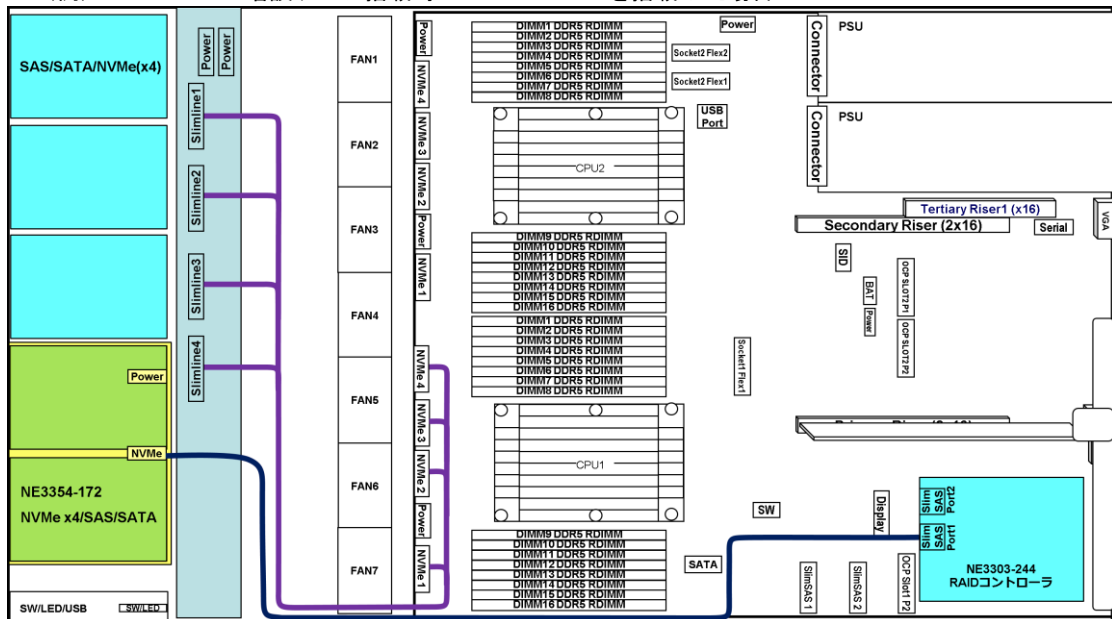 SAS/SATA/NVMe(x4)
Power
Power
Slimline1
Slimline2
Slimline3
Slimline4
Power
NVMe
NE3354-172
NVMe x4/SAS/SATA
SW/LED/USB
SW/LED
FAN1
FAN2
FAN3
FAN4
FAN5
FAN6
FAN7
Power
NVMe 4
NVMe 3
NVMe 2
Power
NVMe 1
NVMe 4
NVMe 3
NVMe 2
Power
NVMe 1
DIMM1 DDR5 RDIMM
DIMM2 DDR5 RDIMM
DIMM3 DDR5 RDIMM
DIMM4 DDR5 RDIMM
DIMM5 DDR5 RDIMM
DIMM6 DDR5 RDIMM
DIMM7 DDR5 RDIMM
DIMM8 DDR5 RDIMM
CPU2
DIMM9 DDR5 RDIMM
DIMM10 DDR5 RDIMM
DIMM11 DDR5 RDIMM
DIMM12 DDR5 RDIMM
DIMM13 DDR5 RDIMM
DIMM14 DDR5 RDIMM
DIMM15 DDR5 RDIMM
DIMM16 DDR5 RDIMM
DIMM1 DDR5 RDIMM
DIMM2 DDR5 RDIMM
DIMM3 DDR5 RDIMM
DIMM4 DDR5 RDIMM
DIMM5 DDR5 RDIMM
DIMM6 DDR5 RDIMM
DIMM7 DDR5 RDIMM
DIMM8 DDR5 RDIMM
CPU1
DIMM9 DDR5 RDIMM
DIMM10 DDR5 RDIMM
DIMM11 DDR5 RDIMM
DIMM12 DDR5 RDIMM
DIMM13 DDR5 RDIMM
DIMM14 DDR5 RDIMM
DIMM15 DDR5 RDIMM
DIMM16 DDR5 RDIMM
Power
Socket2 Flex2
Socket2 Flex1
USB
Port
Connector
PSU
Connector
PSU
Tertiary Riser1 (x16)
Secondary Riser (2x16)
Serial
VGA
SID
BAT
Power
OCP SLOT2 P1
OCP SLOT2 P2
Socket1 Flex1
SW
Display
SATA
SlimSAS 1
SlimSAS 2
OCP Slot1 P2
Slim
SAS
Port2
Slim
SAS
Port1
NE3303-244
RAIDコントローラ